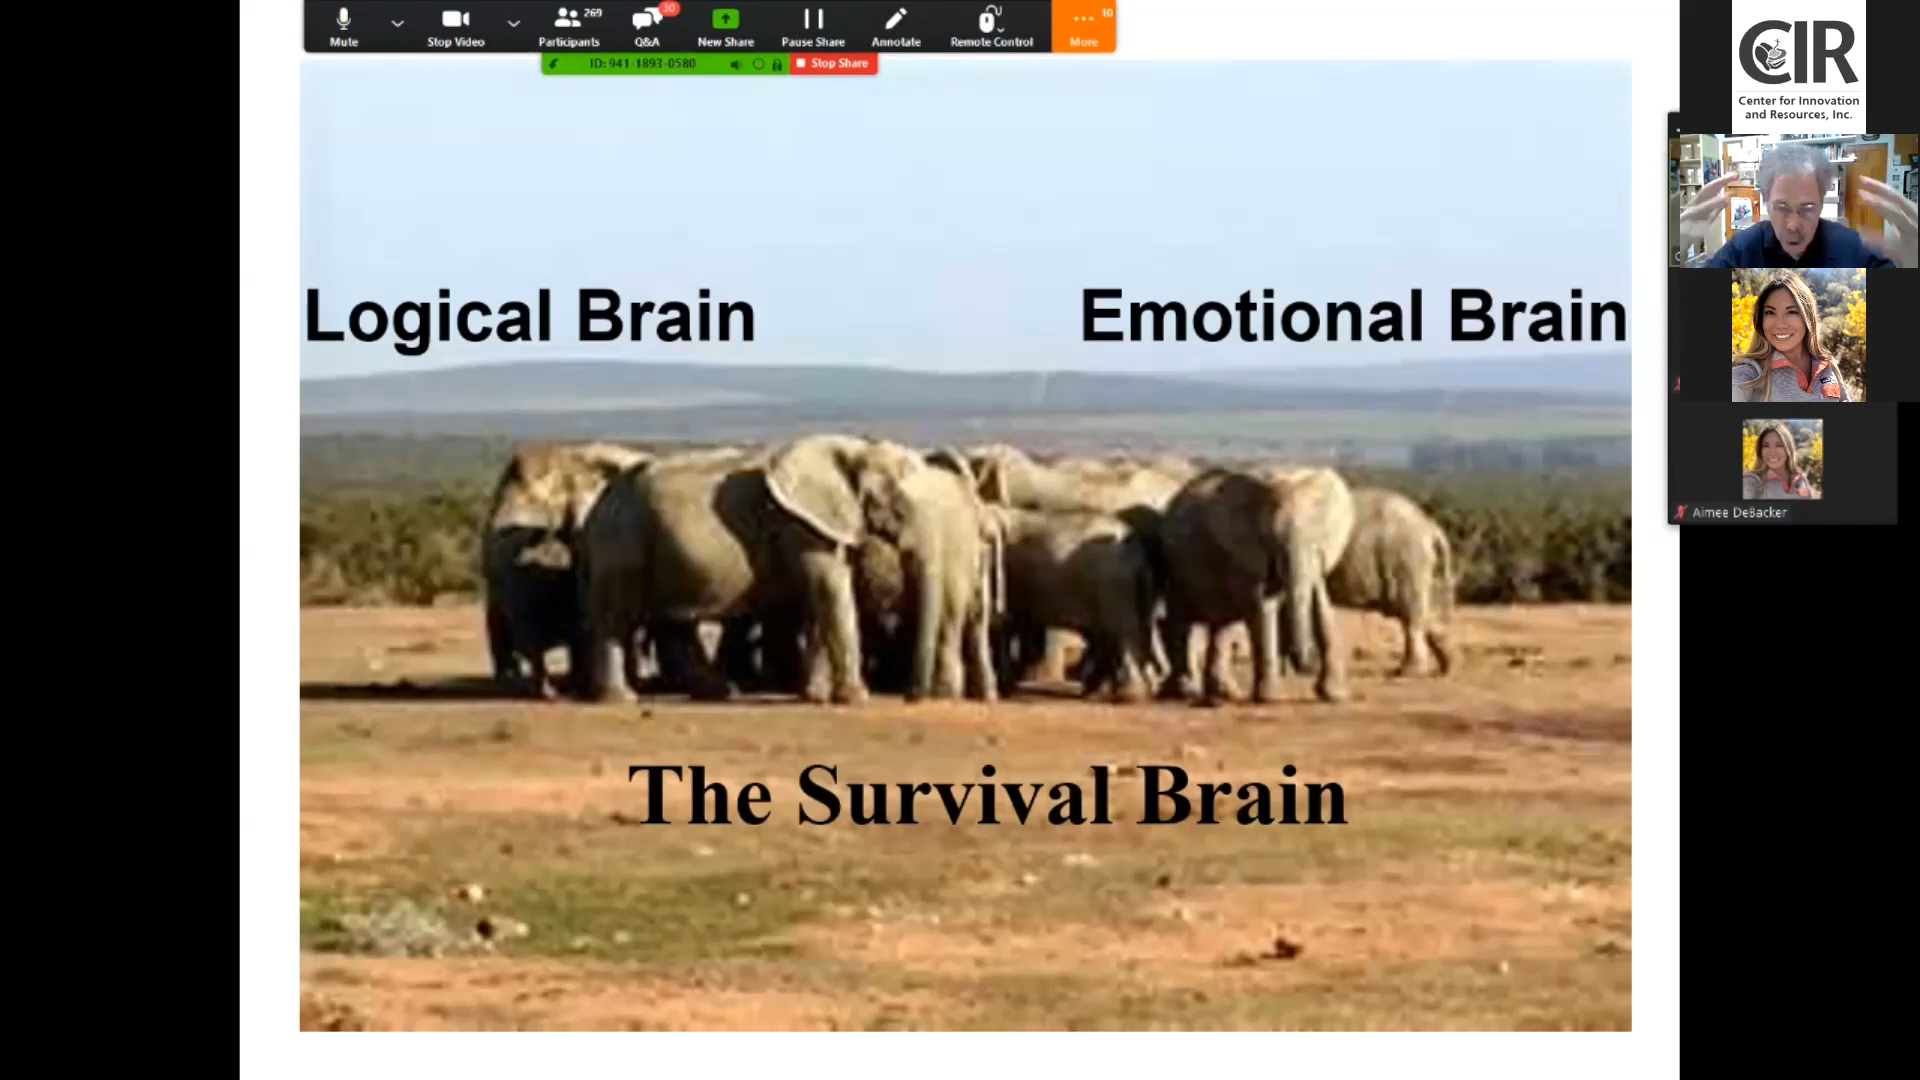 Mute
Stop Video
Participants
269
Q&A
30
New Share
Pause Share
Annotate
Remote Control
More
10
ID: 941-1893-0580
Stop Share
CIR
Center for Innovation
and Resources, Inc.
Logical Brain
Emotional Brain
The Survival Brain
Aimee DeBacker